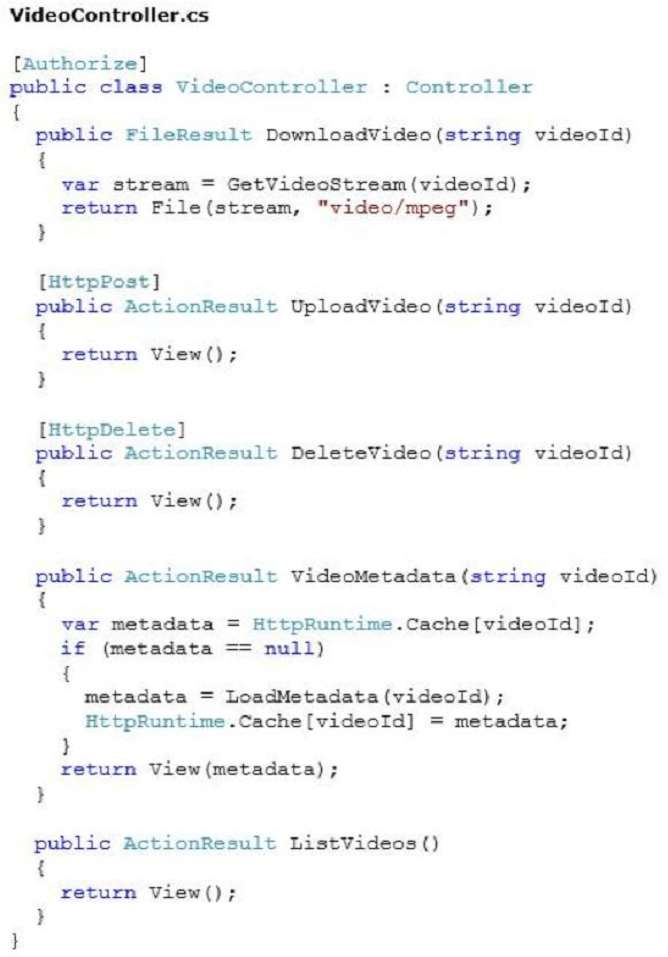 VideoController.cs
[Authorize]
public class VideoController : Controller
{
public FileResult DownloadVideo(string videoId)
{
var stream = GetVideoStream(videoId);
return File(stream, "video/mpeg");
}
[HttpPost]
public ActionResult UploadVideo(string videoId)
{
return View();
}
[HttpDelete]
public ActionResult DeleteVideo(string videoId)
{
return View();
}
public ActionResult VideoMetadata(string videoId)
{
var metadata = HttpRuntime.Cache[videoId];
if (metadata == null)
{
metadata = LoadMetadata(videoId);
HttpRuntime.Cache[videoId] = metadata;
}
return View(metadata);
}
public ActionResult ListVideos()
{
return View();
}
}